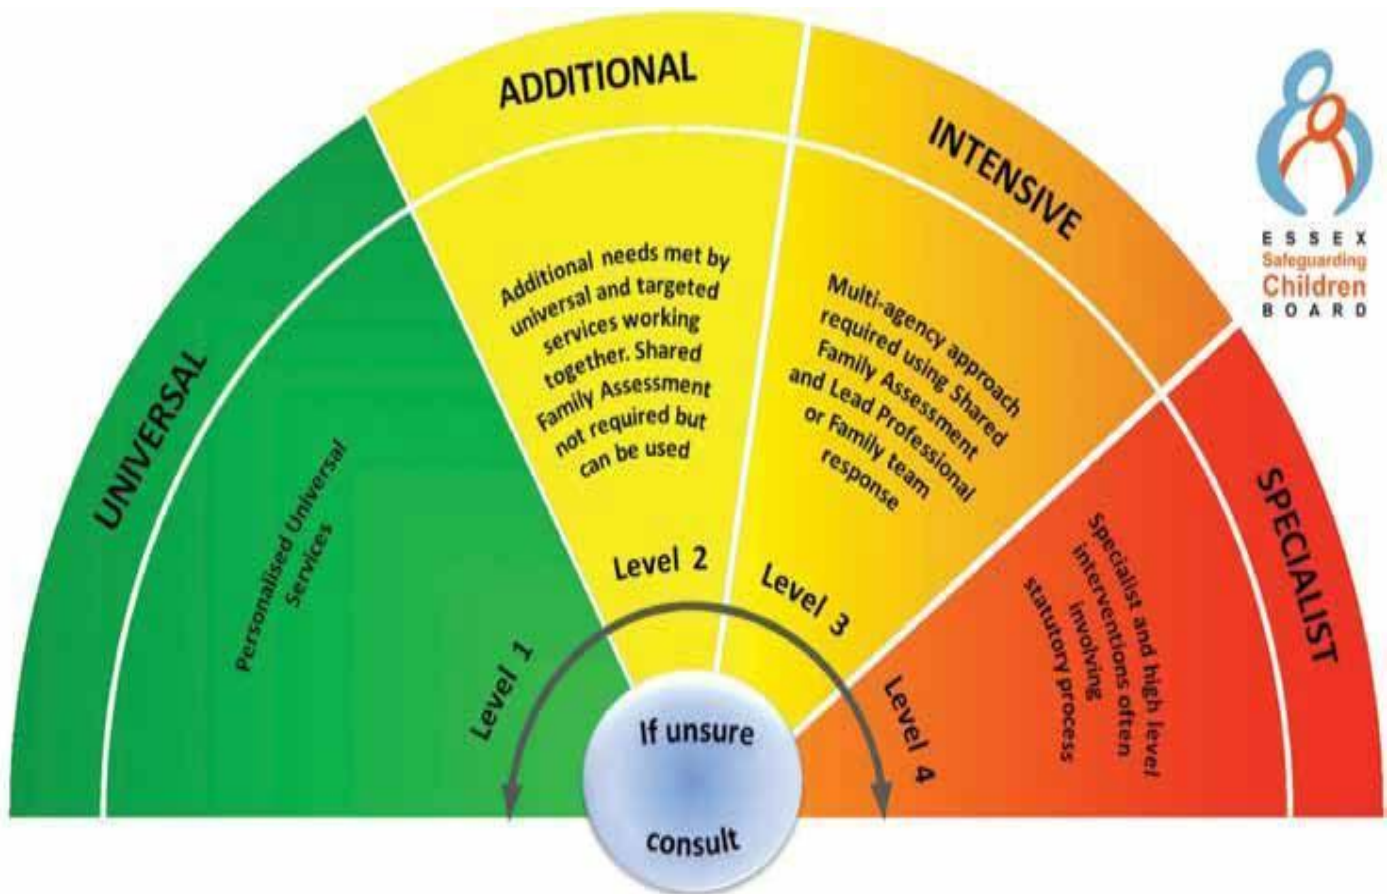 UNIVERSAL
Personalised Universal
Services
Level 1
ADDITIONAL
Additional needs met by
universal and targeted
services working
together. Shared
Family Assessment
not required but
can be used
Level 2
INTENSIVE
Multi-agency approach
required using Shared
Family Assessment
and Lead Professional
or Family team
response
Level 3
SPECIALIST
Specialist and high level
interventions often
involving
statutory process
Level 4
If unsure
consult
ESSEX
Safeguarding
Children
BOARD